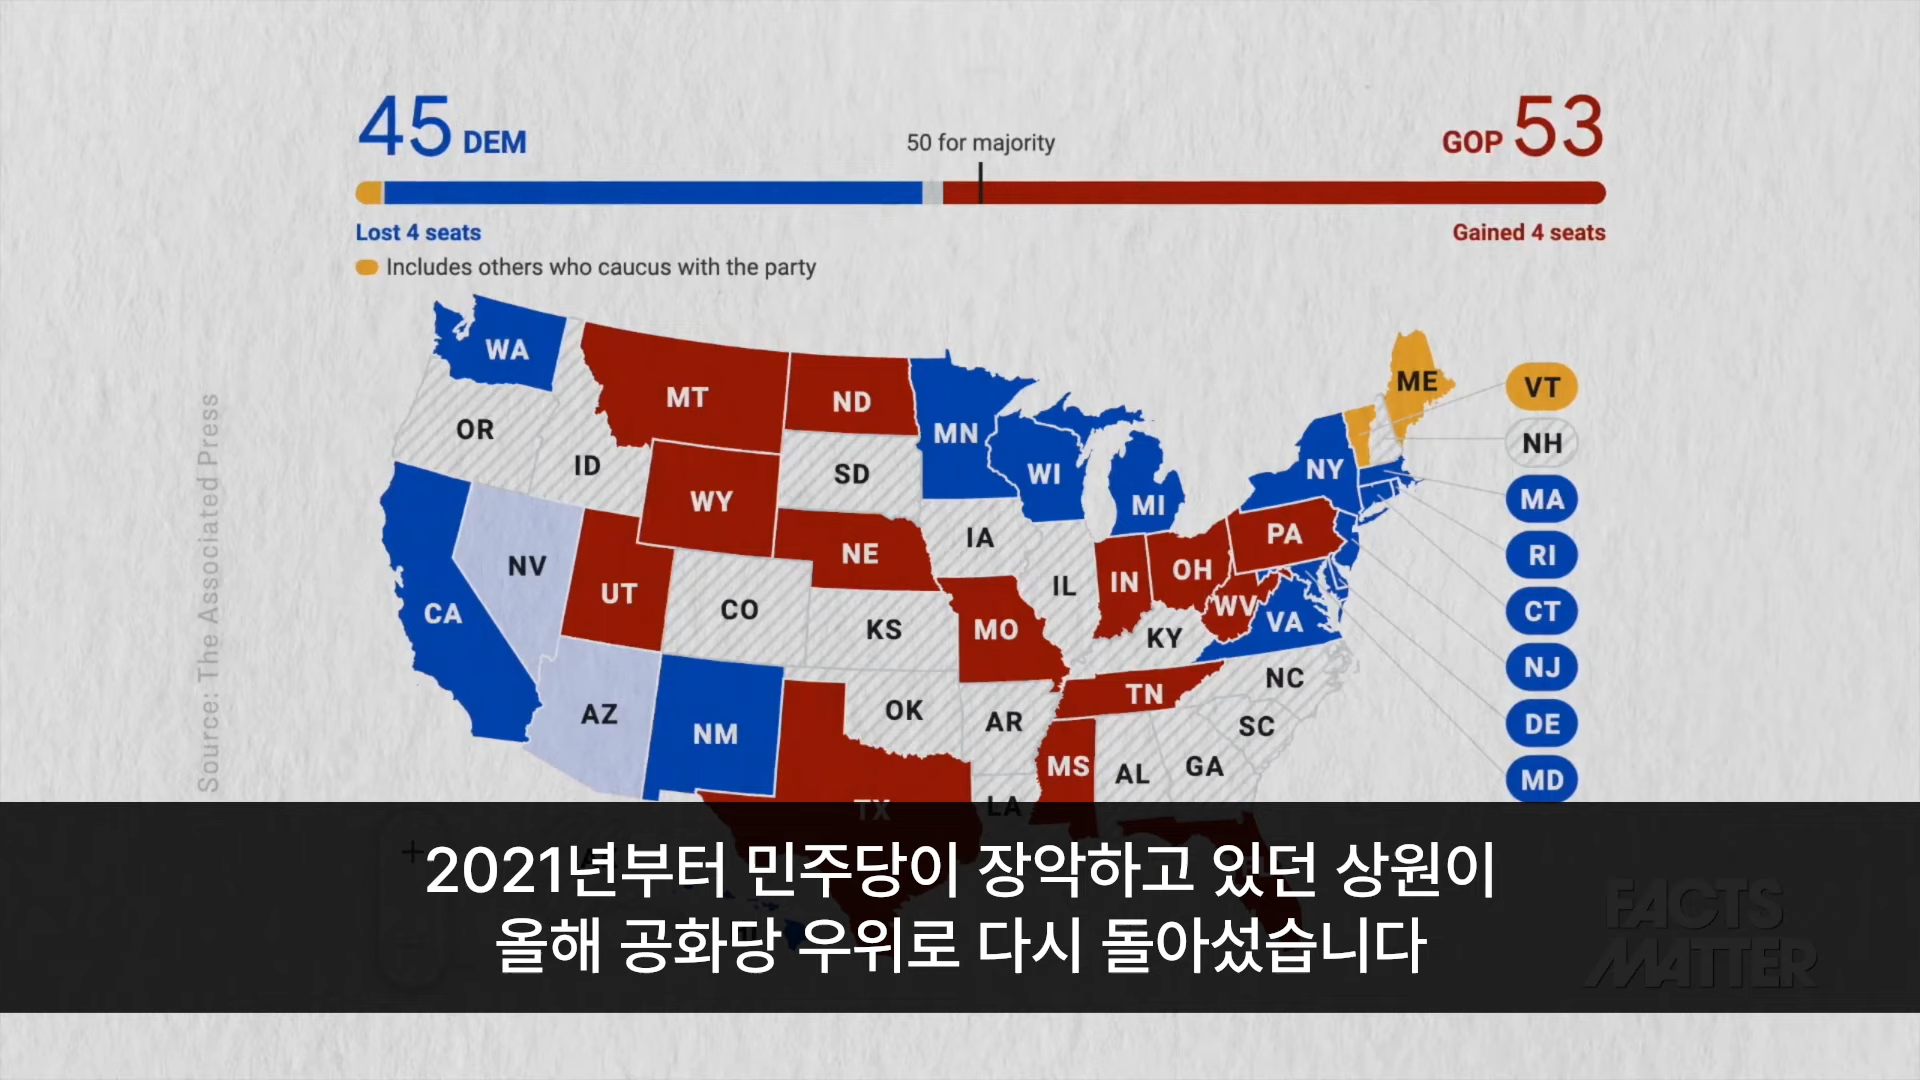 45 DEM
50 for majority
GOP 53
Lost 4 seats
Gained 4 seats
Includes others who caucus with the party
WA
MT
ND
MN
OR
ID
WY
SD
WI
MI
NY
ME
VT
NH
MA
RI
CT
NJ
DE
MD
IA
NE
PA
NV
UT
CO
IL
IN
OH
WV
VA
CA
KS
MO
KY
NC
TN
AZ
NM
OK
AR
SC
MS
AL
GA
TX
LA
Source: The Associated Press
2021년부터 민주당이 장악하고 있던 상원이
올해 공화당 우위로 다시 돌아섰습니다
FACTS
MATTER